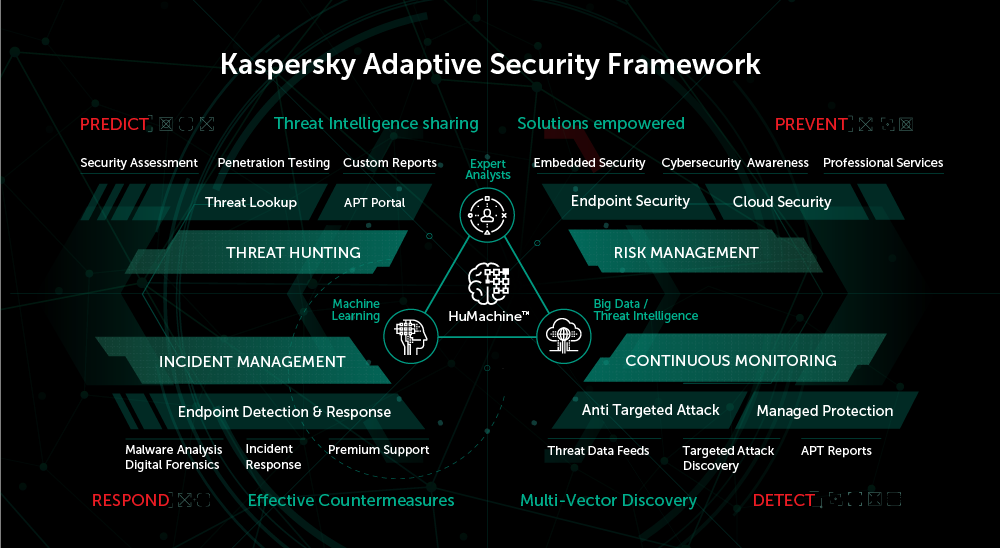 Kaspersky Adaptive Security Framework
PREDICT
Threat Intelligence sharing
Solutions empowered
PREVENT
Security Assessment
Penetration Testing
Custom Reports
Expert
Analysts
Embedded Security
Cybersecurity Awareness
Professional Services
Threat Lookup
APT Portal
Endpoint Security
Cloud Security
THREAT HUNTING
RISK MANAGEMENT
Machine
Learning
HuMachine™
Big Data /
Threat Intelligence
INCIDENT MANAGEMENT
CONTINUOUS MONITORING
Endpoint Detection & Response
Anti Targeted Attack
Managed Protection
Malware Analysis
Digital Forensics
Incident
Response
Premium Support
Threat Data Feeds
Targeted Attack
Discovery
APT Reports
RESPOND
Effective Countermeasures
Multi-Vector Discovery
DETECT